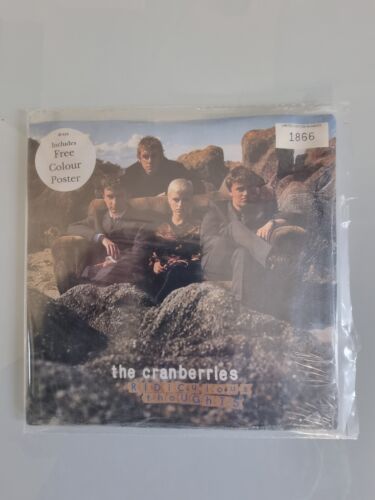 Includes
Free
Colour
Poster
1866
the cranberries
RIDICUlOUS
thoUGHTS